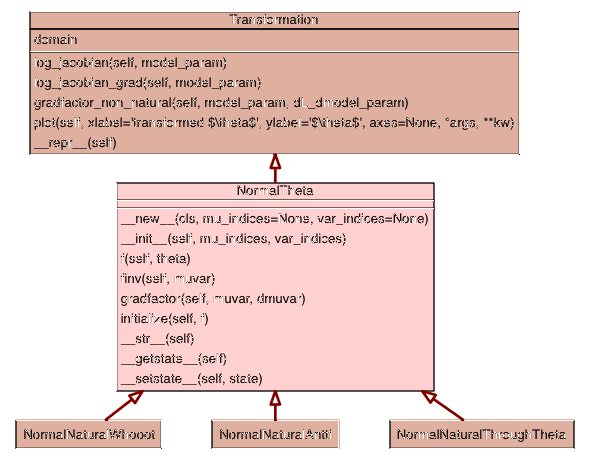 Transformation
domain
log_jacobian(self, model_param)
log_jacobian_grad(self, model_param)
gradfactor_non_natural(self, model_param, dL_dmodel_param)
plot(self, xlabel='transformed $\theta$', ylabel='$\theta$', axes=None, *args, **kw)
__repr__(self)
NormalTheta
__new__(cls, mu_indices=None, var_indices=None)
__init__(self, mu_indices, var_indices)
f(self, theta)
finv(self, muvar)
gradfactor(self, muvar, dmuvar)
initialize(self, f)
__str__(self)
__getstate__(self)
__setstate__(self, state)
NormalNaturalWhooot
NormalNaturalAntti
NormalNaturalThroughTheta